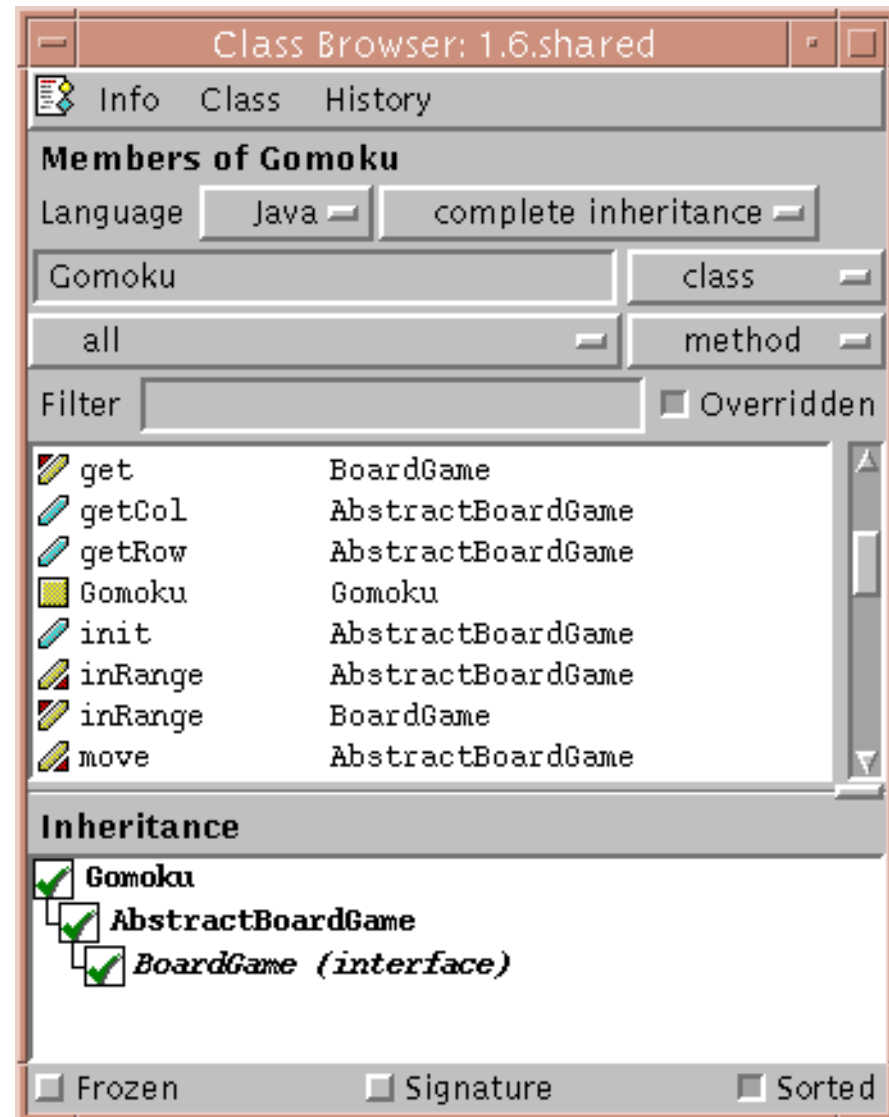 Class Browser: 1.6.shared
Info Class History
Members of Gomoku
Language Java complete inheritance
Gomoku class
all method
Filter Overridden
get BoardGame
getCol AbstractBoardGame
getRow AbstractBoardGame
Gomoku Gomoku
init AbstractBoardGame
inRange AbstractBoardGame
inRange BoardGame
move AbstractBoardGame
Inheritance
Gomoku
AbstractBoardGame
BoardGame (interface)
Frozen Signature Sorted